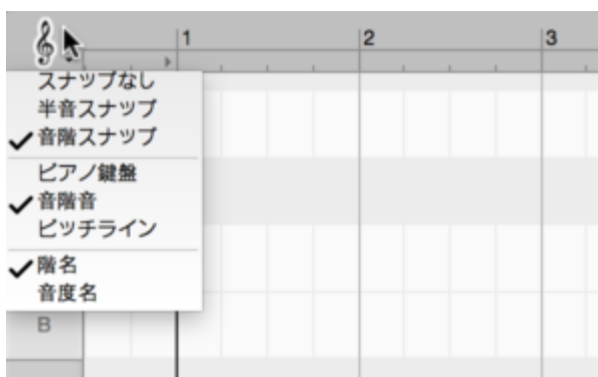 1 2 3
スナップなし
半音スナップ
音階スナップ
ピアノ鍵盤
音階音
ピッチライン
階名
音度名
B